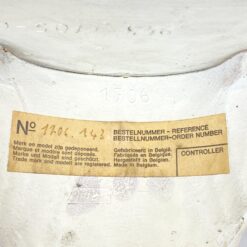 Nº 1706.142
BESTELNUMMER - REFERENCE
BESTELLNUMMER-ORDER NUMBER
Merk en model zijn gedeponeerd.
Marque et modèle sont déposés.
Marke und Modell sind geschützt.
Trade mark and model are registered.
Gefabriceerd in België.
Fabriqué en Belgique.
Hergestellt in Belgien.
Made in Belgium.
CONTROLLER